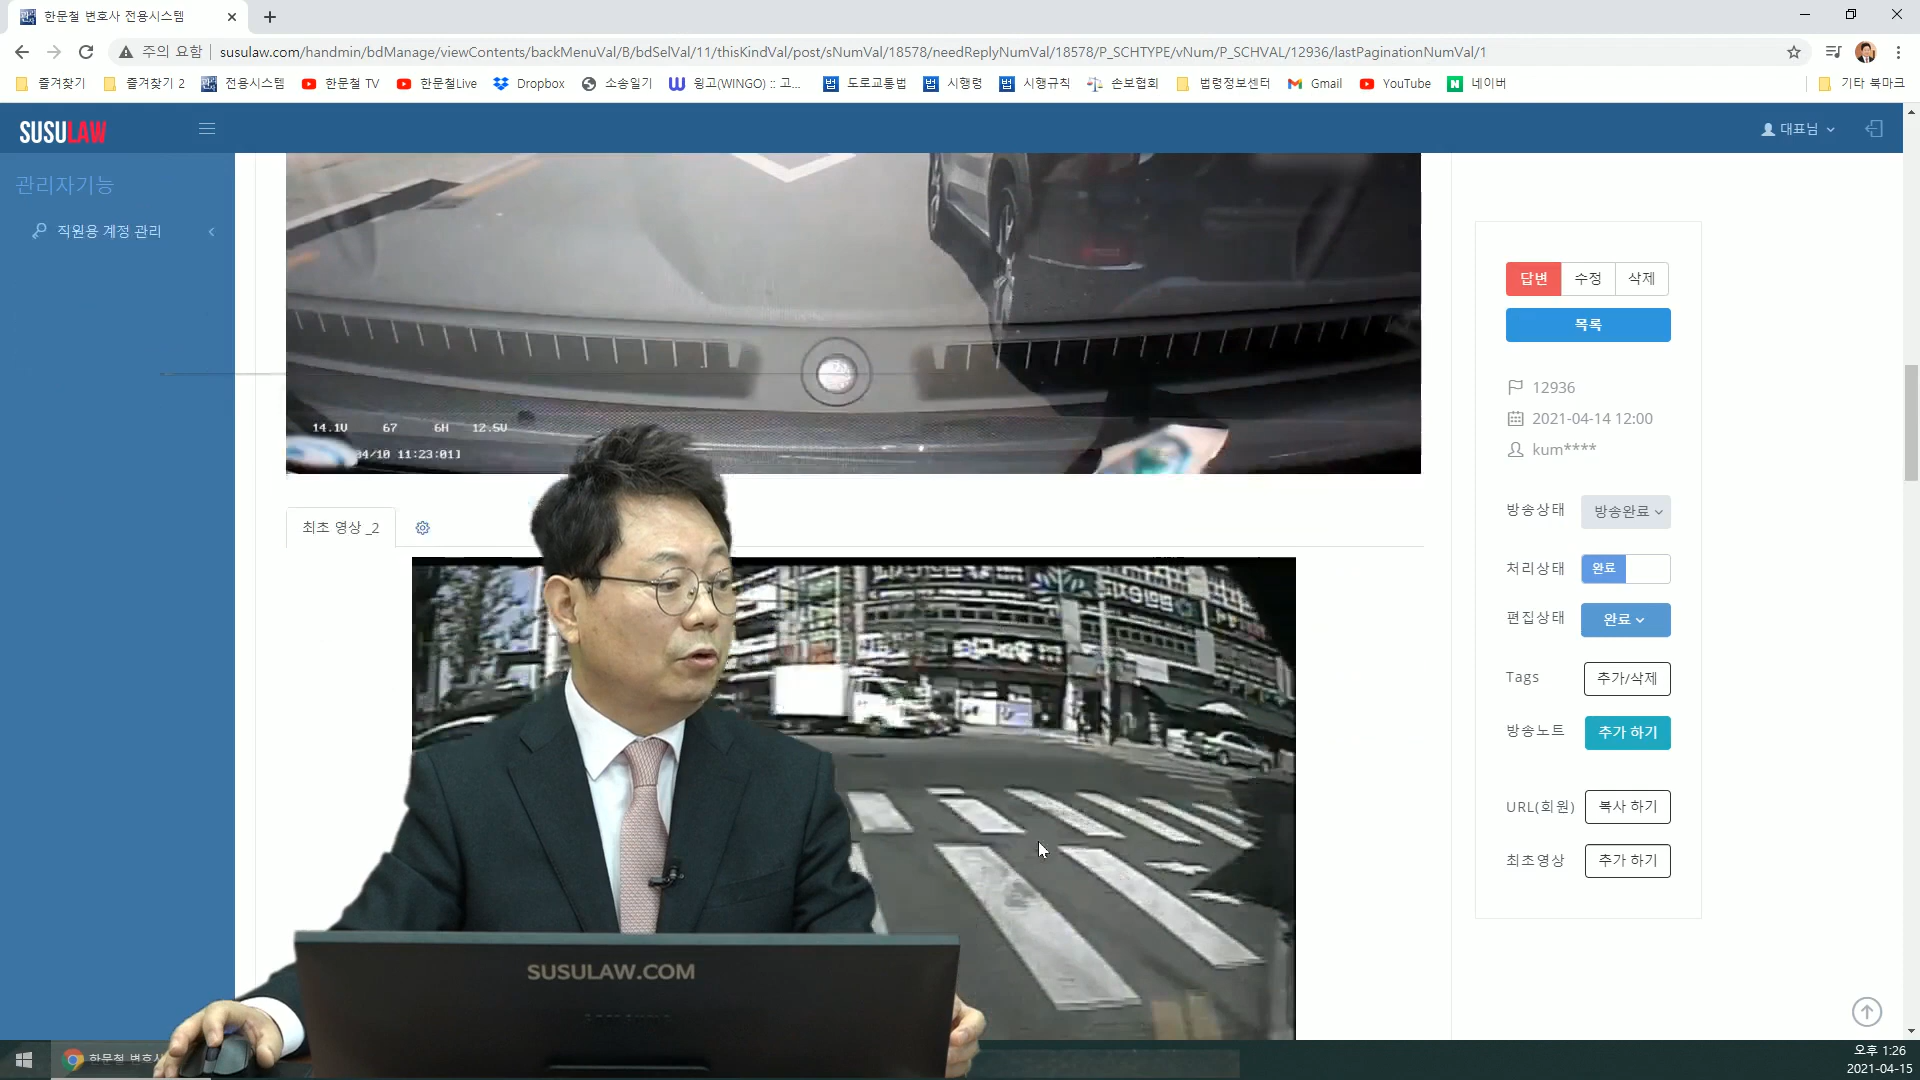 한문철 변호사 전용시스템
주의 요함
susulaw.com/handmin/bdManage/viewContents/backMenuVal/B/bdSelVal/11/thisKindVal/post/sNumVal/18578/needReplyNumVal/18578/P_SCHTYPE/vNum/P_SCHVAL/12936/lastPaginationNumVal/1
즐겨찾기
즐겨찾기 2
전용시스템
한문철 TV
한문철Live
Dropbox
소송일기
윙고(WINGO) :: 고...
도로교통법
시행령
시행규칙
손보협회
법령정보센터
Gmail
YouTube
네이버
기타 북마크
SUSULAW
대표님
관리자기능
직원용 계정 관리
14.1V 67 6H 12.5V
04/10 11:23:01]
최초 영상 _2
답변
수정
삭제
목록
12936
2021-04-14 12:00
kum****
방송상태 방송완료
처리상태 완료
편집상태 완료
Tags 추가/삭제
방송노트 추가 하기
URL(회원) 복사 하기
최초영상 추가 하기
SUSULAW.COM
SAMSUNG
한문철 변호사
오후 1:26
2021-04-15